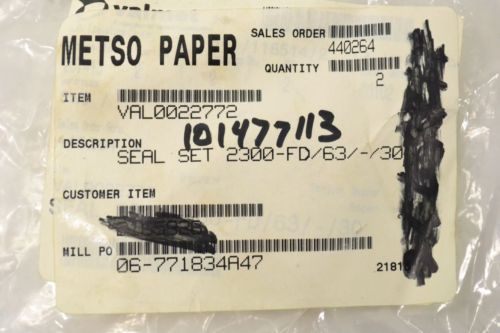 METSO PAPER
SALES ORDER
440264
QUANTITY
2
ITEM
VAL0022772
101477113
DESCRIPTION
SEAL SET 2300-FD/63/-/30
CUSTOMER ITEM
MILL PO
06-771834A47
2181